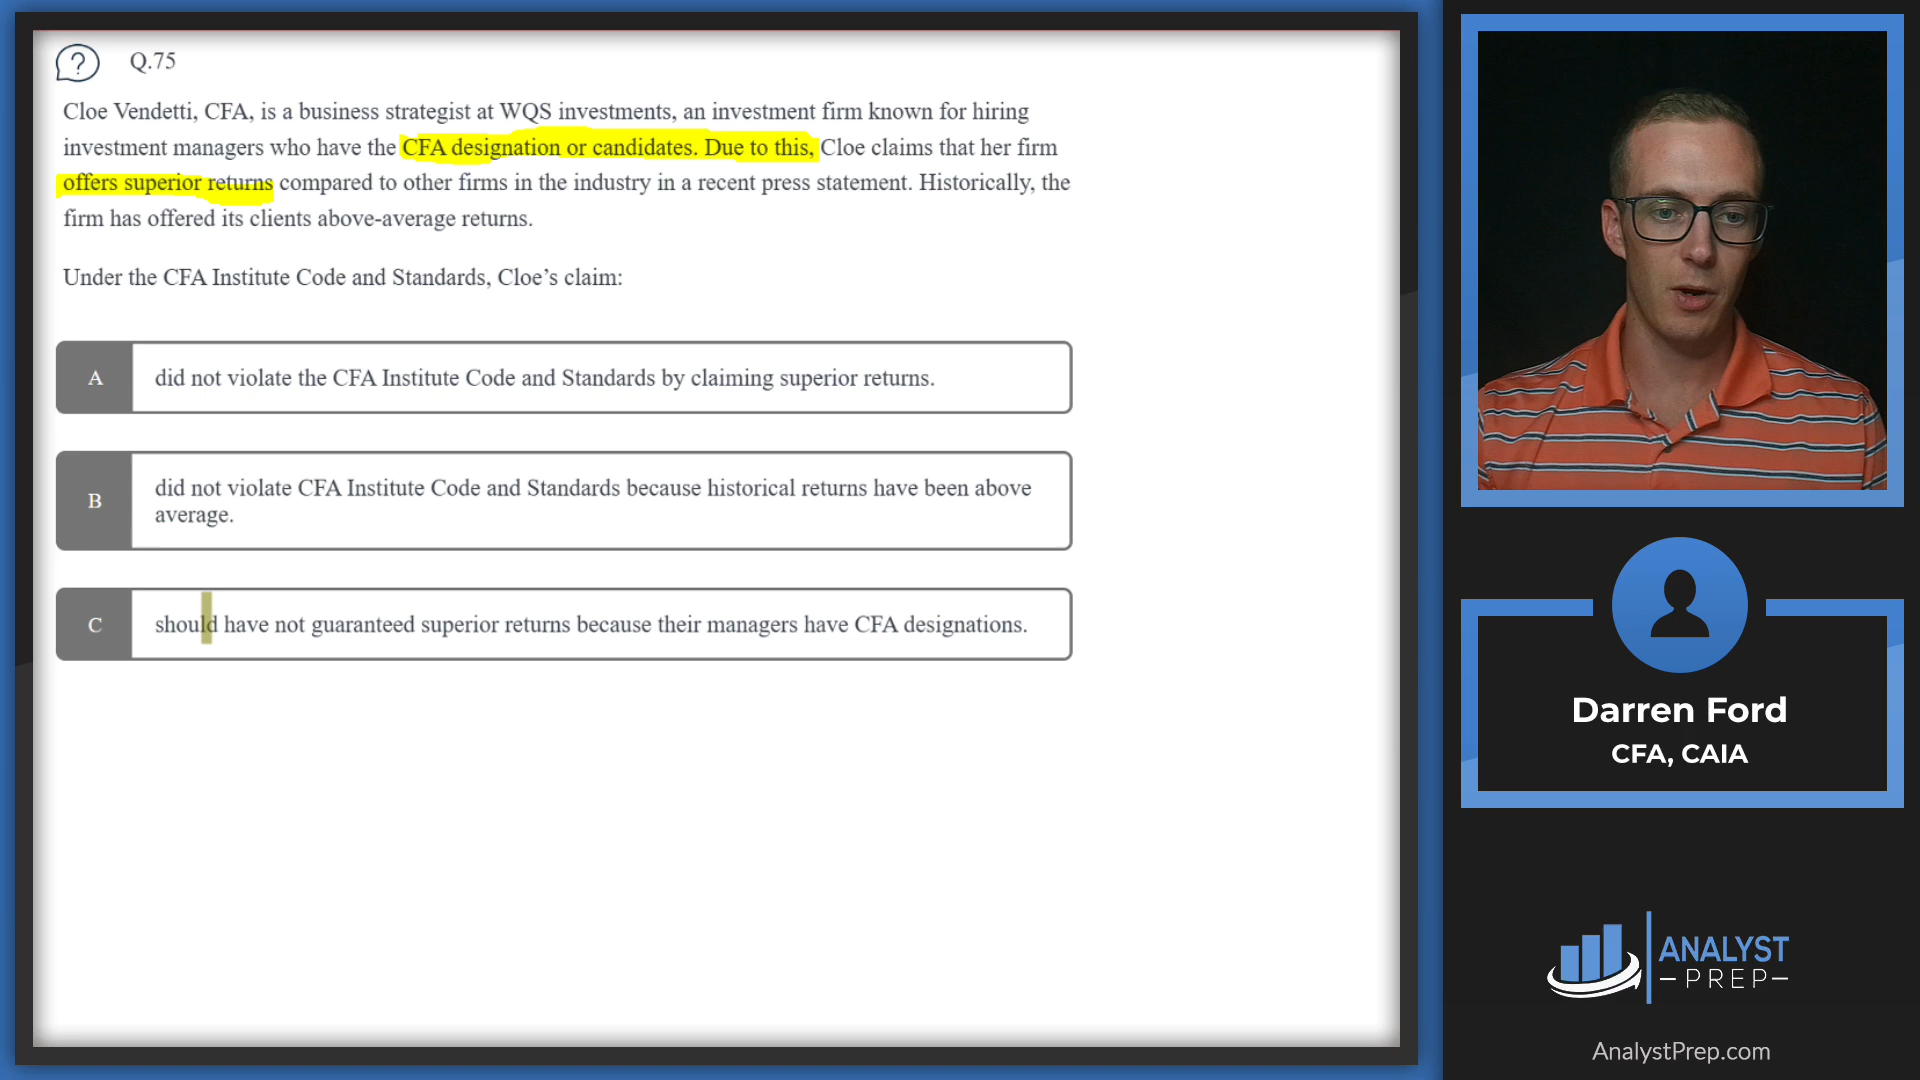 ? Q.75
Cloe Vendetti, CFA, is a business strategist at WQS investments, an investment firm known for hiring
investment managers who have the CFA designation or candidates. Due to this, Cloe claims that her firm
offers superior returns compared to other firms in the industry in a recent press statement. Historically, the
firm has offered its clients above-average returns.
Under the CFA Institute Code and Standards, Cloe’s claim:
A did not violate the CFA Institute Code and Standards by claiming superior returns.
B did not violate CFA Institute Code and Standards because historical returns have been above
average.
C should have not guaranteed superior returns because their managers have CFA designations.
Darren Ford
CFA, CAIA
ANALYST
PREP
AnalystPrep.com